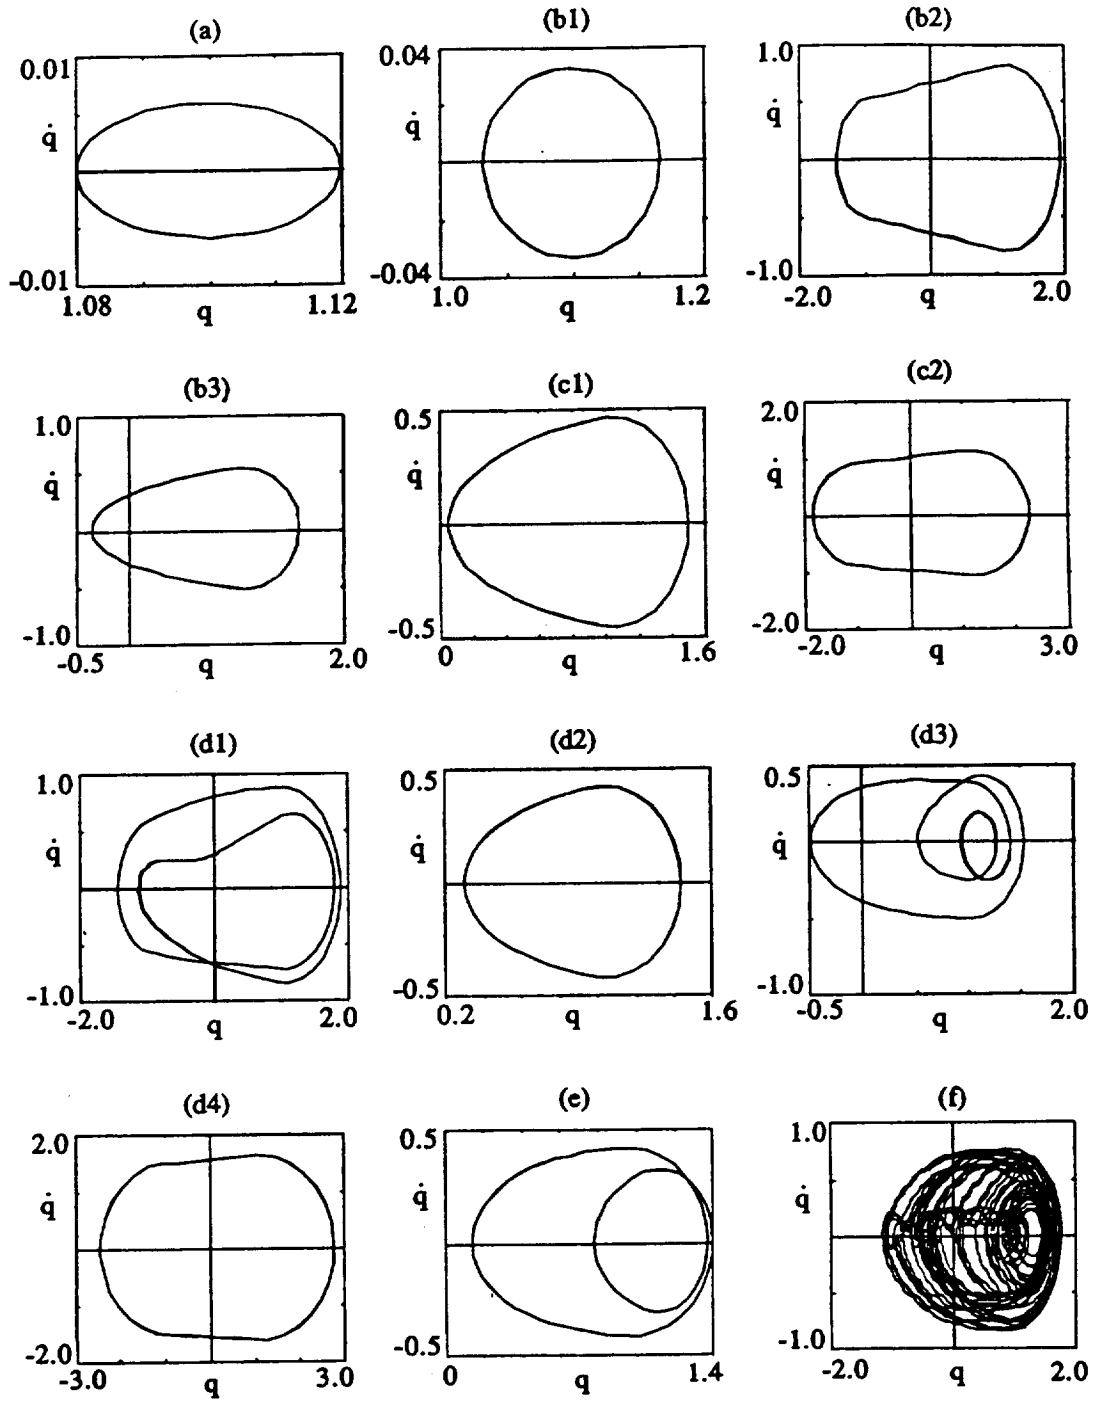 (a)
(b1)
(b2)
0.01
q̇
-0.01
1.08
q
1.12
0.04
q̇
-0.04
1.0
q
1.2
1.0
q̇
-1.0
-2.0
q
2.0
(b3)
(c1)
(c2)
1.0
q̇
-1.0
-0.5
q
2.0
0.5
q̇
-0.5
0
q
1.6
2.0
q̇
-2.0
-2.0
q
3.0
(d1)
(d2)
(d3)
1.0
q̇
-1.0
-2.0
q
2.0
0.5
q̇
-0.5
0.2
q
1.6
0.5
q̇
-1.0
-0.5
q
2.0
(d4)
(e)
(f)
2.0
q̇
-2.0
-3.0
q
3.0
0.5
q̇
-0.5
0
q
1.4
1.0
q̇
-1.0
-2.0
q
2.0